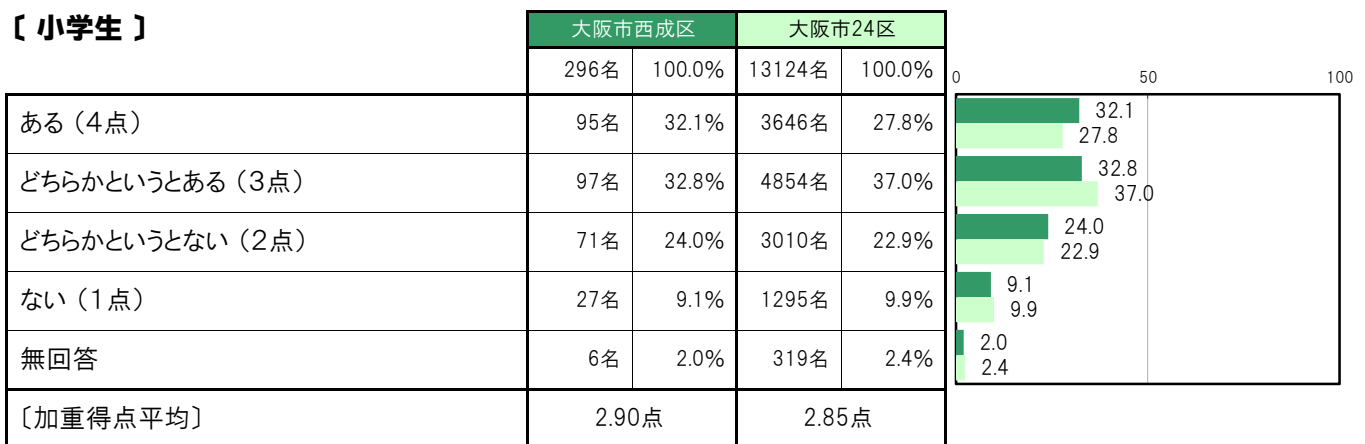 〔 小学生 〕
大阪市西成区 大阪市24区
296名 100.0% 13124名 100.0%
0 50 100
ある（4点） 95名 32.1% 3646名 27.8%
32.1
27.8
どちらかというとある（3点） 97名 32.8% 4854名 37.0%
32.8
37.0
どちらかというとない（2点） 71名 24.0% 3010名 22.9%
24.0
22.9
ない（1点） 27名 9.1% 1295名 9.9%
9.1
9.9
無回答 6名 2.0% 319名 2.4%
2.0
2.4
〔加重得点平均〕 2.90点 2.85点